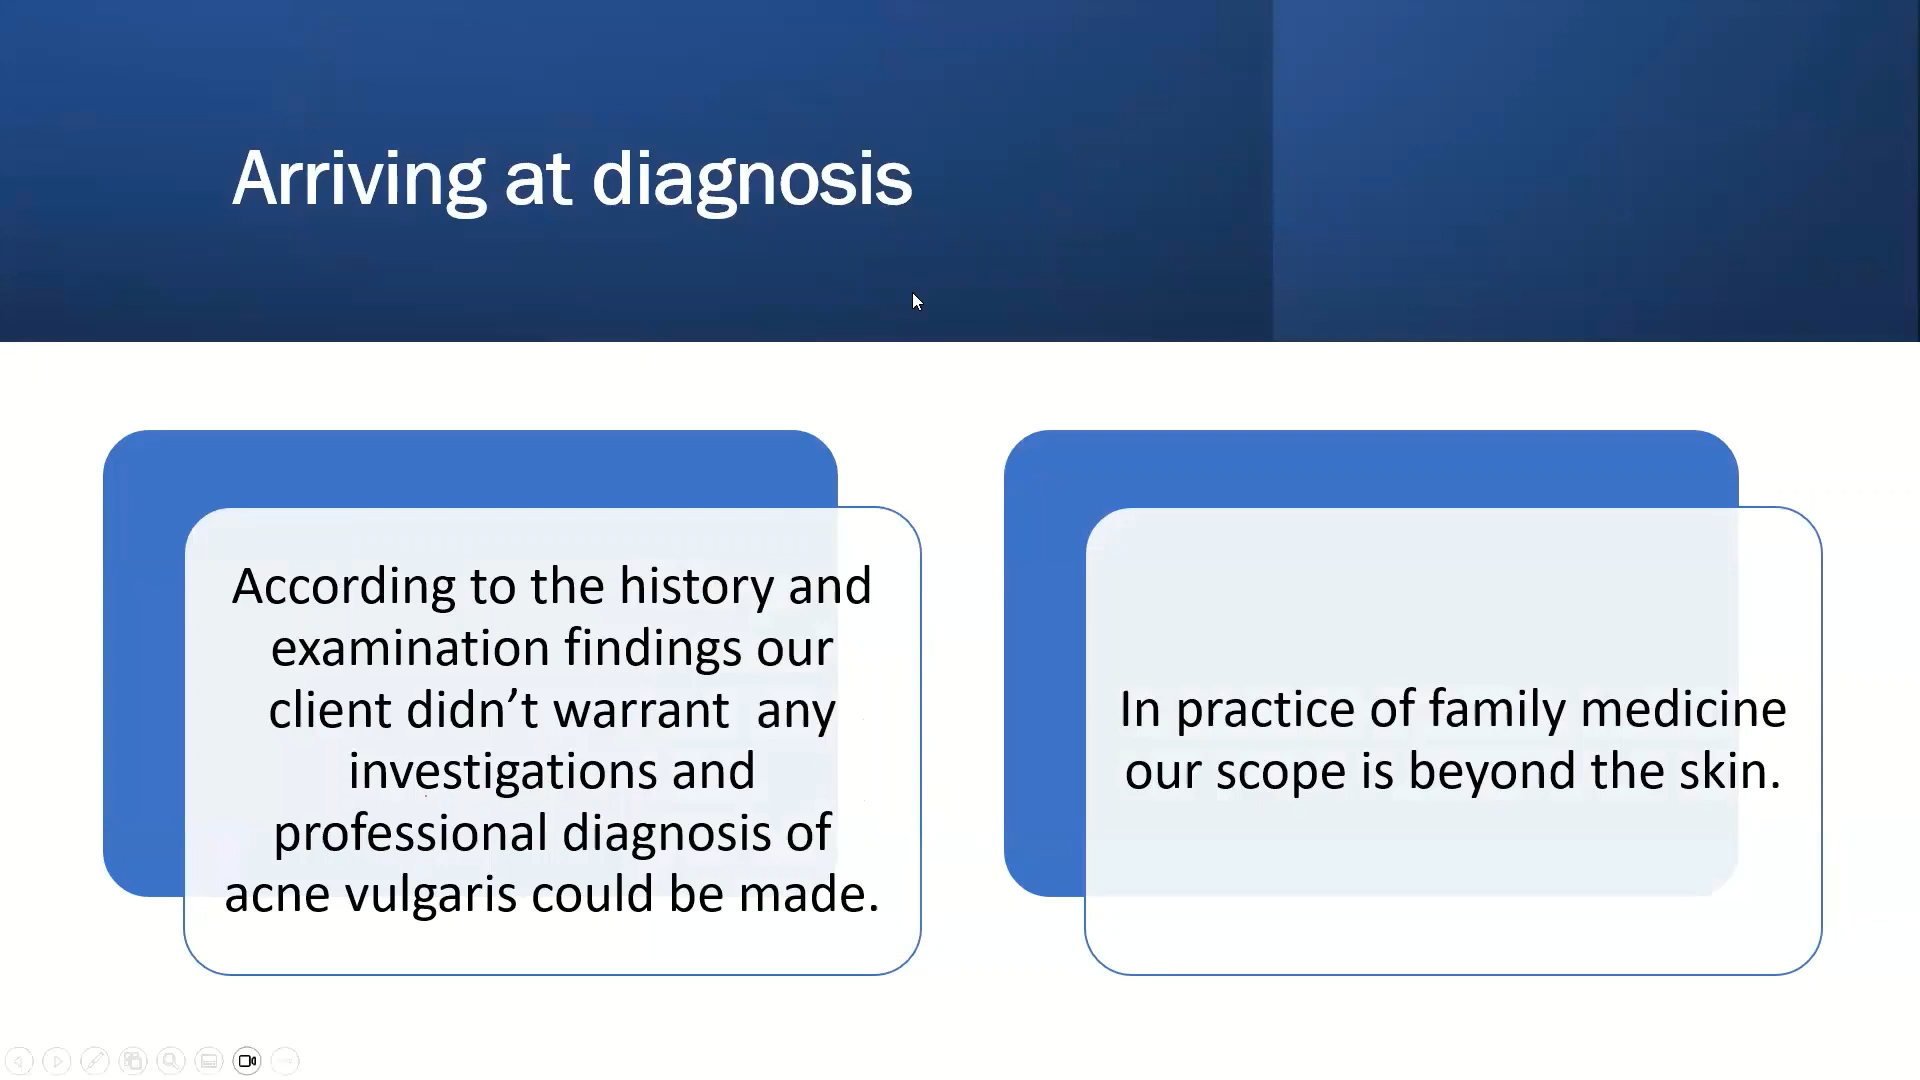 Arriving at diagnosis
According to the history and
examination findings our
client didn’t warrant  any
investigations and
professional diagnosis of
acne vulgaris could be made.
In practice of family medicine
our scope is beyond the skin.